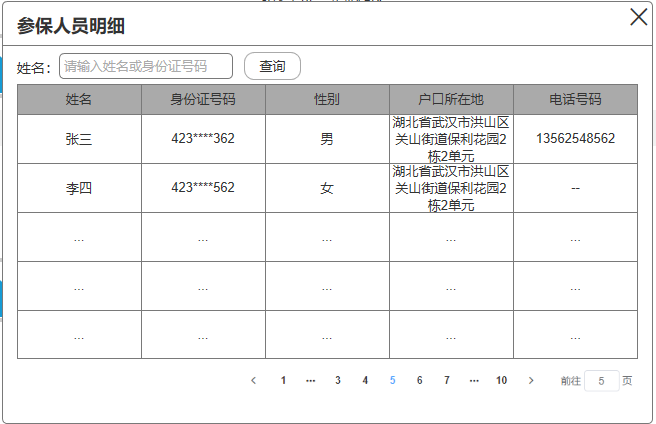 参保人员明细
姓名： 请输入姓名或身份证号码 查询
姓名 身份证号码 性别 户口所在地 电话号码
张三 423****362 男 湖北省武汉市洪山区 13562548562
关山街道保利花园2
栋2单元
李四 423****562 女 湖北省武汉市洪山区 --
关山街道保利花园2
栋2单元
... ... ... ... ...
... ... ... ... ...
... ... ... ... ...
< 1 ••• 3 4 5 6 7 ••• 10 > 前往 5 页